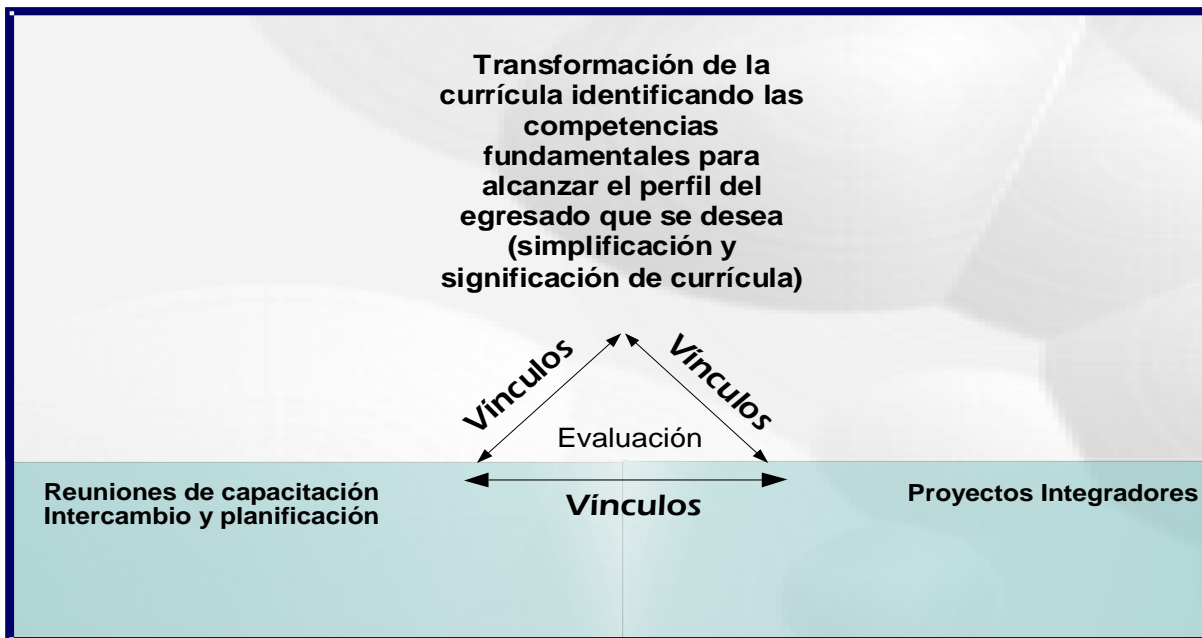 Transformación de la
currícula identificando las
competencias
fundamentales para
alcanzar el perfil del
egresado que se desea
(simplificación y
significación de currícula)
Vínculos
Vínculos
Evaluación
Vínculos
Reuniones de capacitación
Intercambio y planificación
Proyectos Integradores